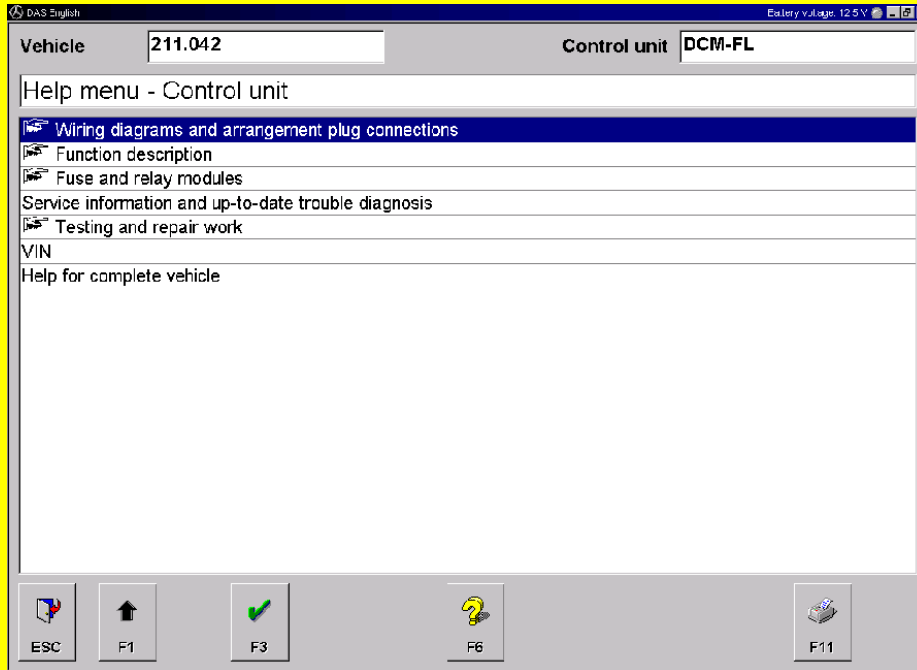 DAS English
Battery voltage: 12.5 V
Vehicle 211.042 Control unit DCM-FL
Help menu - Control unit
Wiring diagrams and arrangement plug connections
Function description
Fuse and relay modules
Service information and up-to-date trouble diagnosis
Testing and repair work
VIN
Help for complete vehicle
ESC F1 F3 F6 F11